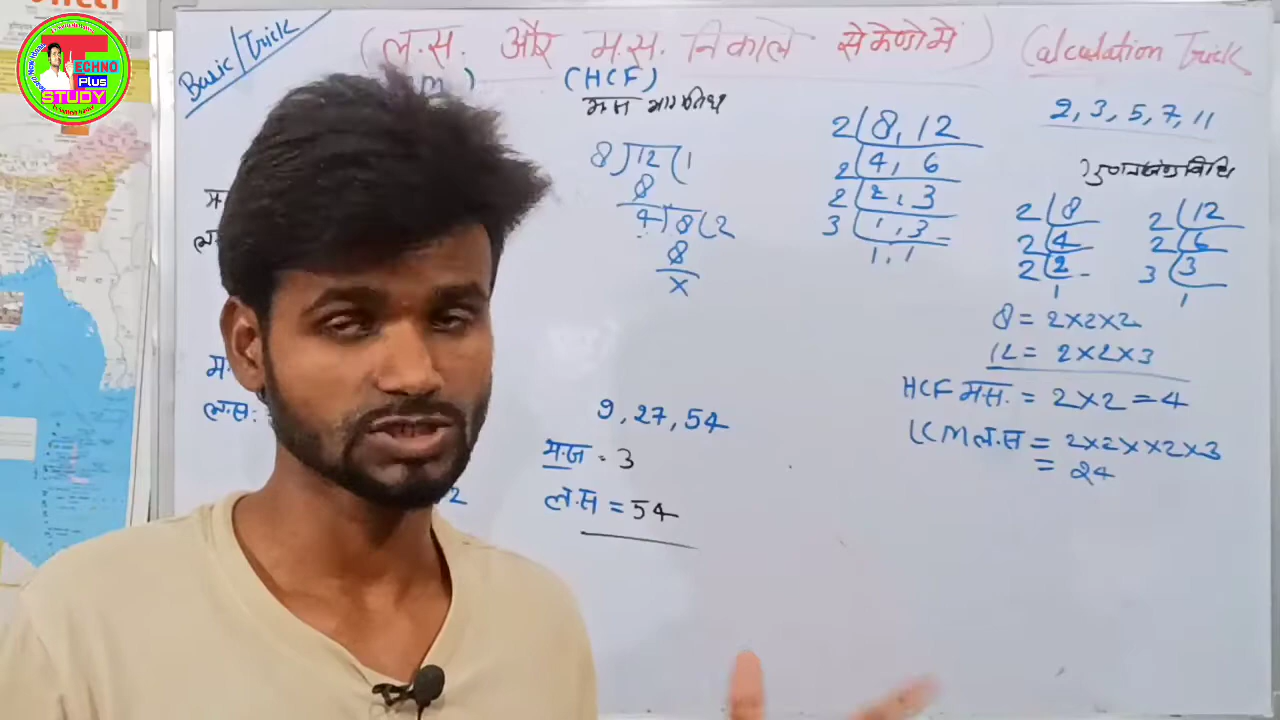 भारत
TECHNO
Plus
STUDY
Basic/Trick
(ल.स. और म.स. निकाले सेकेण्डो में)
Calculation Trick
(HCF)
2, 3, 5, 7, 11
8) 12 (1
8
4) 8 (2
8
x
2 | 8, 12
2 | 4, 6
2 | 2, 3
3 | 1, 3
1, 1
2 | 8
2 | 4
2 | 2
1
2 | 12
2 | 6
3 | 3
1
8 = 2×2×2
12 = 2×2×3
HCF म.स. = 2×2 = 4
LCM ल.स = 2×2××2×3
= 24
9, 27, 54
= 3
ल.स = 54
ल.स.
2